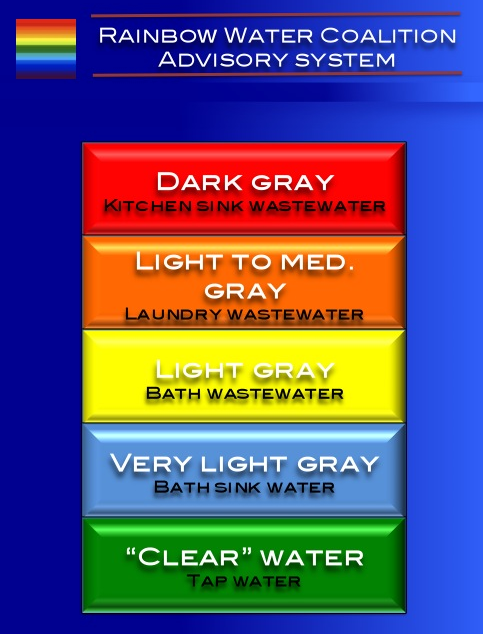 Rainbow Water Coalition
Advisory system
Dark gray
Kitchen sink wastewater
Light to med.
gray
Laundry wastewater
Light gray
Bath wastewater
Very light gray
Bath sink water
“Clear” water
Tap water